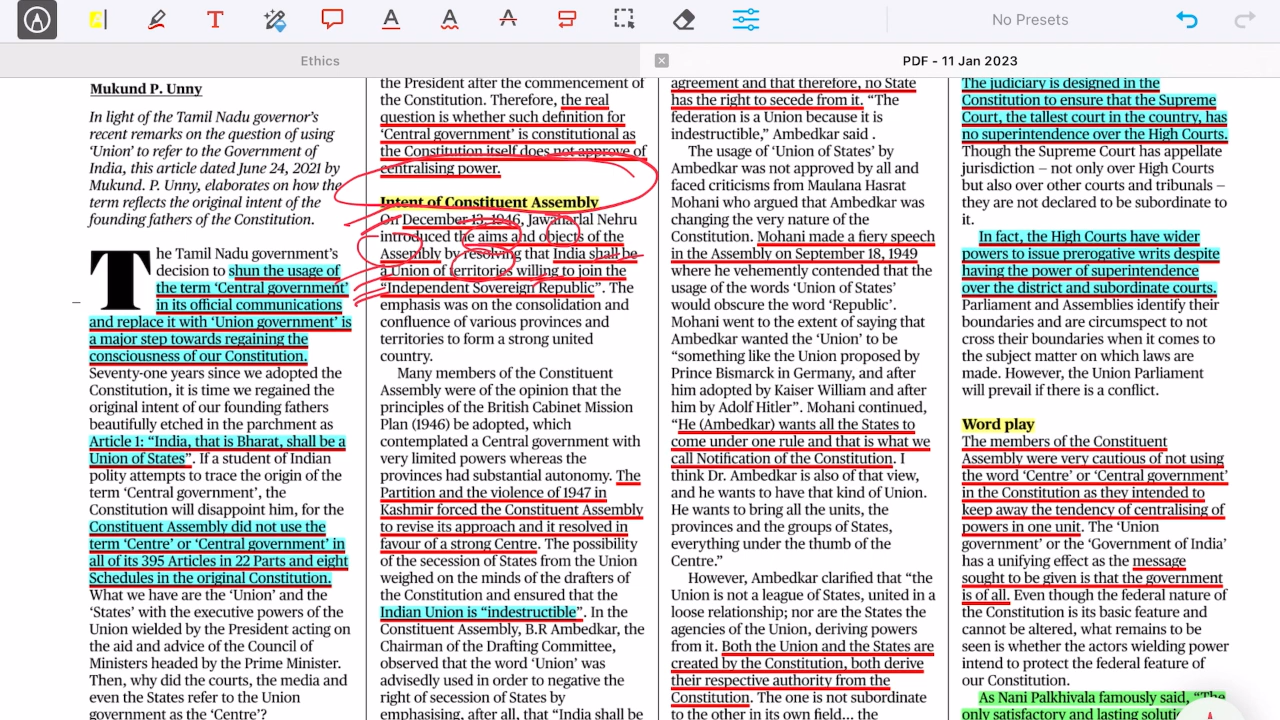 No Presets
Ethics
PDF - 11 Jan 2023
Mukund P. Unny
In light of the Tamil Nadu governor's
recent remarks on the question of using
'Union' to refer to the Government of
India, this article dated June 24, 2021 by
Mukund. P. Unny, elaborates on how the
term reflects the original intent of the
founding fathers of the Constitution.
The Tamil Nadu government's
decision to shun the usage of
the term 'Central government'
in its official communications
and replace it with 'Union government' is
a major step towards regaining the
consciousness of our Constitution.
Seventy-one years since we adopted the
Constitution, it is time we regained the
original intent of our founding fathers
beautifully etched in the parchment as
Article 1: "India, that is Bharat, shall be a
Union of States". If a student of Indian
polity attempts to trace the origin of the
term 'Central government', the
Constitution will disappoint him, for the
Constituent Assembly did not use the
term 'Centre' or 'Central government' in
all of its 395 Articles in 22 Parts and eight
Schedules in the original Constitution.
What we have are the 'Union' and the
'States' with the executive powers of the
Union wielded by the President acting on
the aid and advice of the Council of
Ministers headed by the Prime Minister.
Then, why did the courts, the media and
even the States refer to the Union
government as the 'Centre'?
the President after the commencement of
the Constitution. Therefore, the real
question is whether such definition for
'Central government' is constitutional as
the Constitution itself does not approve of
centralising power.
Intent of Constituent Assembly
On December 13, 1946, Jawaharlal Nehru
introduced the aims and objects of the
Assembly by resolving that India shall be
a Union of territories willing to join the
"Independent Sovereign Republic". The
emphasis was on the consolidation and
confluence of various provinces and
territories to form a strong united
country.
Many members of the Constituent
Assembly were of the opinion that the
principles of the British Cabinet Mission
Plan (1946) be adopted, which
contemplated a Central government with
very limited powers whereas the
provinces had substantial autonomy. The
Partition and the violence of 1947 in
Kashmir forced the Constituent Assembly
to revise its approach and it resolved in
favour of a strong Centre. The possibility
of the secession of States from the Union
weighed on the minds of the drafters of
the Constitution and ensured that the
Indian Union is "indestructible". In the
Constituent Assembly, B.R Ambedkar, the
Chairman of the Drafting Committee,
observed that the word 'Union' was
advisedly used in order to negative the
right of secession of States by
emphasising, after all, that "India shall be
agreement and that therefore, no State
has the right to secede from it. "The
federation is a Union because it is
indestructible," Ambedkar said .
The usage of 'Union of States' by
Ambedkar was not approved by all and
faced criticisms from Maulana Hasrat
Mohani who argued that Ambedkar was
changing the very nature of the
Constitution. Mohani made a fiery speech
in the Assembly on September 18, 1949
where he vehemently contended that the
usage of the words 'Union of States'
would obscure the word 'Republic'.
Mohani went to the extent of saying that
Ambedkar wanted the 'Union' to be
"something like the Union proposed by
Prince Bismarck in Germany, and after
him adopted by Kaiser William and after
him by Adolf Hitler". Mohani continued,
"He (Ambedkar) wants all the States to
come under one rule and that is what we
call Notification of the Constitution. I
think Dr. Ambedkar is also of that view,
and he wants to have that kind of Union.
He wants to bring all the units, the
provinces and the groups of States,
everything under the thumb of the
Centre."
However, Ambedkar clarified that "the
Union is not a league of States, united in a
loose relationship; nor are the States the
agencies of the Union, deriving powers
from it. Both the Union and the States are
created by the Constitution, both derive
their respective authority from the
Constitution. The one is not subordinate
to the other in its own field... the
The judiciary is designed in the
Constitution to ensure that the Supreme
Court, the tallest court in the country, has
no superintendence over the High Courts.
Though the Supreme Court has appellate
jurisdiction – not only over High Courts
but also over other courts and tribunals –
they are not declared to be subordinate to
it.
In fact, the High Courts have wider
powers to issue prerogative writs despite
having the power of superintendence
over the district and subordinate courts.
Parliament and Assemblies identify their
boundaries and are circumspect to not
cross their boundaries when it comes to
the subject matter on which laws are
made. However, the Union Parliament
will prevail if there is a conflict.
Word play
The members of the Constituent
Assembly were very cautious of not using
the word 'Centre' or 'Central government'
in the Constitution as they intended to
keep away the tendency of centralising of
powers in one unit. The 'Union
government' or the 'Government of India'
has a unifying effect as the message
sought to be given is that the government
is of all. Even though the federal nature of
the Constitution is its basic feature and
cannot be altered, what remains to be
seen is whether the actors wielding power
intend to protect the federal feature of
our Constitution.
As Nani Palkhivala famously said, "The
only satisfactory and lasting